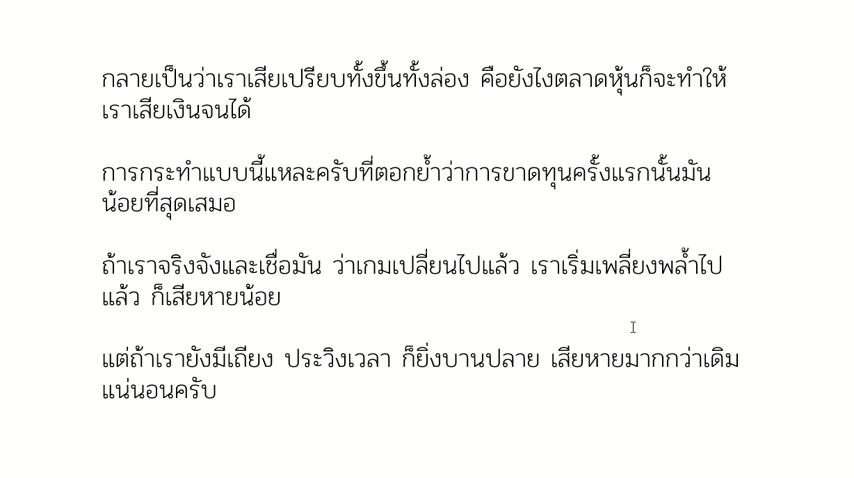 กลายเป็นว่าเราเสียเปรียบทั้งขึ้นทั้งล่อง คือยังไงตลาดหุ้นก็จะทำให้
เราเสียเงินจนได้
การกระทำแบบนี้แหละครับที่ตอกย้ำว่าการขาดทุนครั้งแรกนั้นมัน
น้อยที่สุดเสมอ
ถ้าเราจริงจังและเชื่อมัน ว่าเกมเปลี่ยนไปแล้ว เราเริ่มเพลี่ยงพล้ำไป
แล้ว ก็เสียหายน้อย
แต่ถ้าเรายังมีเถียง ประวิงเวลา ก็ยิ่งบานปลาย เสียหายมากกว่าเดิม
แน่นอนครับ